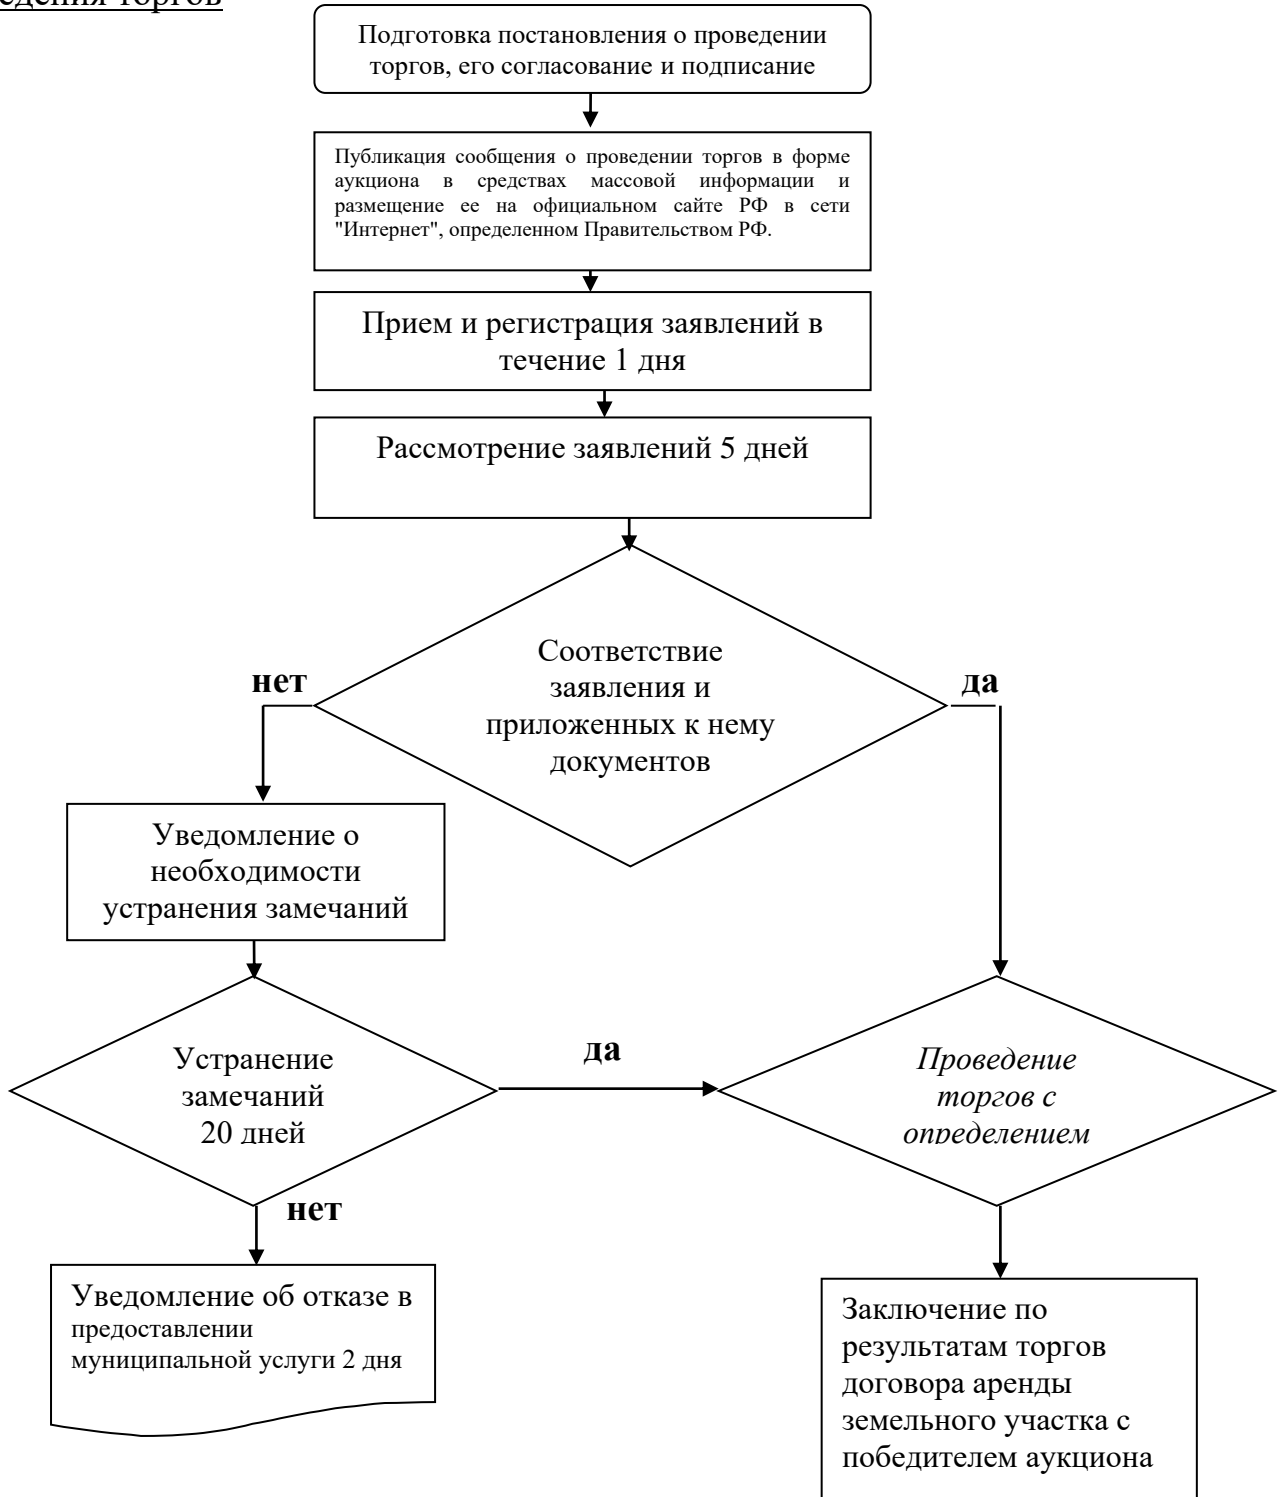 едения торгов
Подготовка постановления о проведении
торгов, его согласование и подписание
Публикация сообщения о проведении торгов в форме
аукциона в средствах массовой информации и
размещение ее на официальном сайте РФ в сети
"Интернет", определенном Правительством РФ.
Прием и регистрация заявлений в
течение 1 дня
Рассмотрение заявлений 5 дней
Соответствие
заявления и
приложенных к нему
документов
нет
да
Уведомление о
необходимости
устранения замечаний
Устранение
замечаний
20 дней
да
Проведение
торгов с
определением
нет
Уведомление об отказе в
предоставлении
муниципальной услуги 2 дня
Заключение по
результатам торгов
договора аренды
земельного участка с
победителем аукциона